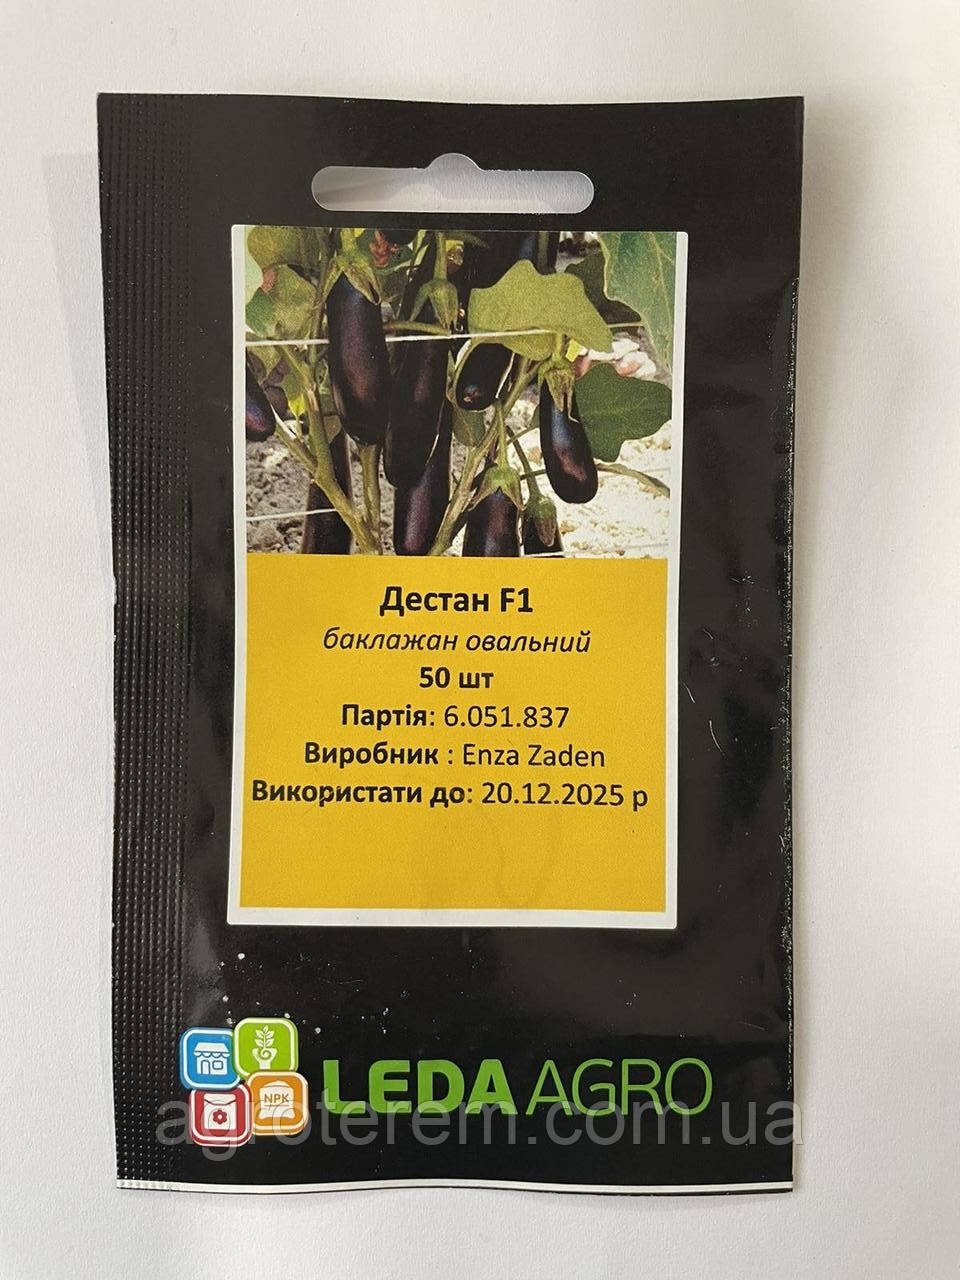 Дестан F1
баклажан овальний
50 шт
Партія: 6.051.837
Виробник : Enza Zaden
Використати до: 20.12.2025 р
NPK
LEDA AGRO
agroterem.com.ua